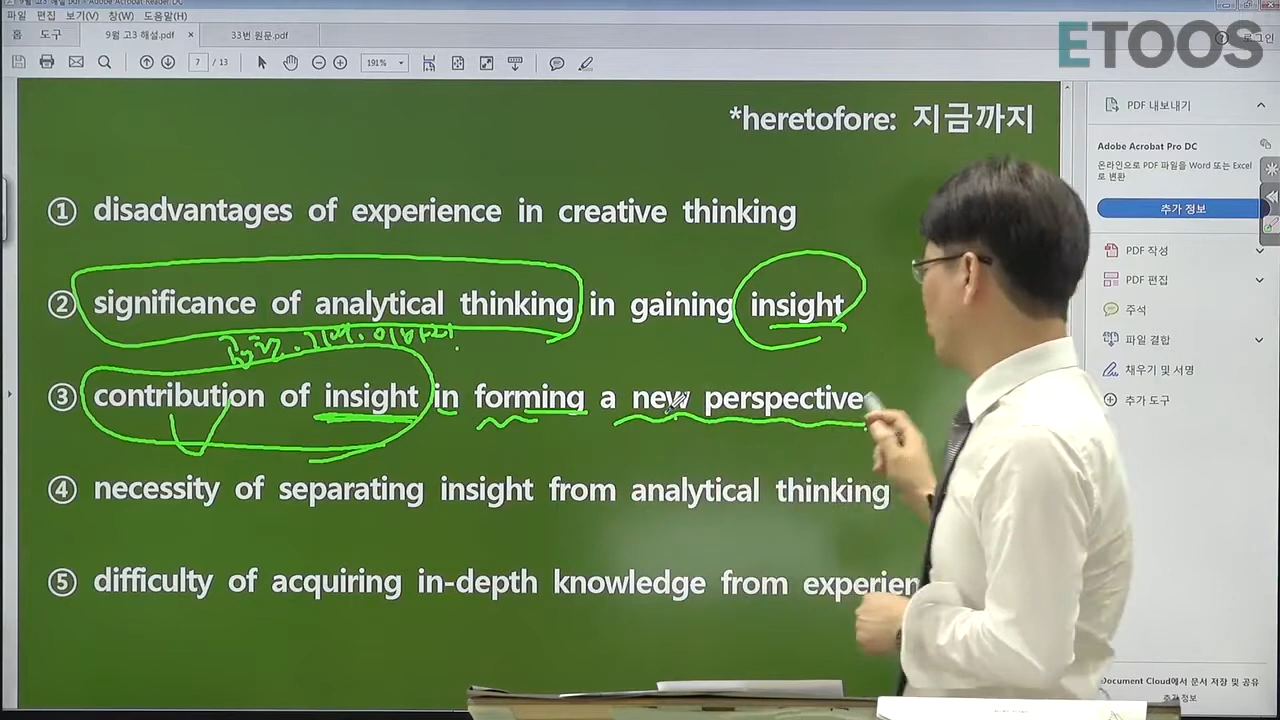 9월 고3 해설.pdf - Adobe Acrobat Reader DC
파일 편집 보기(V) 창(W) 도움말(H)
홈 도구 9월 고3 해설.pdf × 33번 원문.pdf
로그인
ETOOS
7 / 13 191%
*heretofore: 지금까지
① disadvantages of experience in creative thinking
② significance of analytical thinking in gaining insight
③ contribution of insight in forming a new perspective
④ necessity of separating insight from analytical thinking
⑤ difficulty of acquiring in-depth knowledge from experien
PDF 내보내기
Adobe Acrobat Pro DC
온라인으로 PDF 파일을 Word 또는 Excel
로 변환
추가 정보
PDF 작성
PDF 편집
주석
파일 결합
채우기 및 서명
추가 도구
Document Cloud에서 문서 저장 및 공유
추가 정보